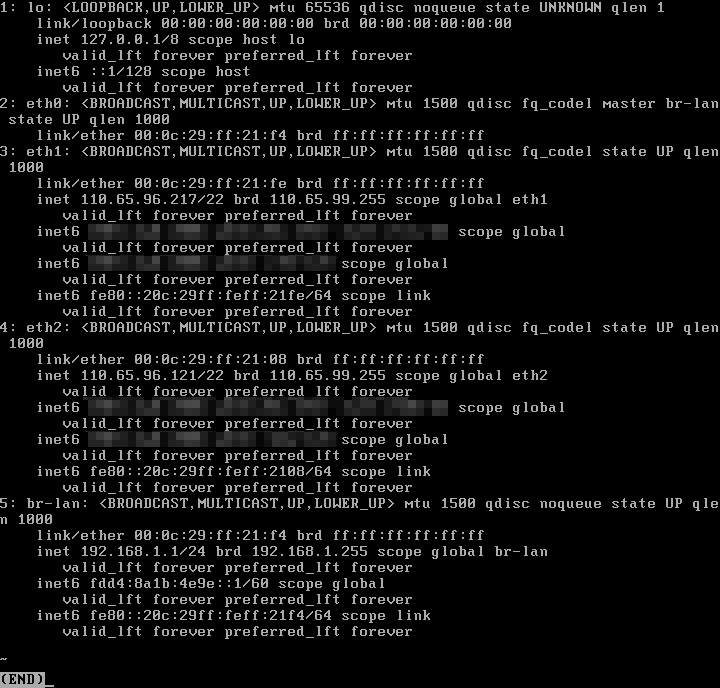 1: lo: <LOOPBACK,UP,LOWER_UP> mtu 65536 qdisc noqueue state UNKNOWN qlen 1
link/loopback 00:00:00:00:00:00 brd 00:00:00:00:00:00
inet 127.0.0.1/8 scope host lo
valid_lft forever preferred_lft forever
inet6 ::1/128 scope host
valid_lft forever preferred_lft forever
2: eth0: <BROADCAST,MULTICAST,UP,LOWER_UP> mtu 1500 qdisc fq_codel master br-lan
state UP qlen 1000
link/ether 00:0c:29:ff:21:f4 brd ff:ff:ff:ff:ff:ff
3: eth1: <BROADCAST,MULTICAST,UP,LOWER_UP> mtu 1500 qdisc fq_codel state UP qlen
1000
link/ether 00:0c:29:ff:21:fe brd ff:ff:ff:ff:ff:ff
inet 110.65.96.217/22 brd 110.65.99.255 scope global eth1
valid_lft forever preferred_lft forever
inet6 scope global
valid_lft forever preferred_lft forever
inet6 scope global
valid_lft forever preferred_lft forever
inet6 fe80::20c:29ff:feff:21fe/64 scope link
valid_lft forever preferred_lft forever
4: eth2: <BROADCAST,MULTICAST,UP,LOWER_UP> mtu 1500 qdisc fq_codel state UP qlen
1000
link/ether 00:0c:29:ff:21:08 brd ff:ff:ff:ff:ff:ff
inet 110.65.96.121/22 brd 110.65.99.255 scope global eth2
valid_lft forever preferred_lft forever
inet6 scope global
valid_lft forever preferred_lft forever
inet6 scope global
valid_lft forever preferred_lft forever
inet6 fe80::20c:29ff:feff:2108/64 scope link
valid_lft forever preferred_lft forever
5: br-lan: <BROADCAST,MULTICAST,UP,LOWER_UP> mtu 1500 qdisc noqueue state UP qle
n 1000
link/ether 00:0c:29:ff:21:f4 brd ff:ff:ff:ff:ff:ff
inet 192.168.1.1/24 brd 192.168.1.255 scope global br-lan
valid_lft forever preferred_lft forever
inet6 fdd4:8a1b:4e9e::1/60 scope global
valid_lft forever preferred_lft forever
inet6 fe80::20c:29ff:feff:21f4/64 scope link
valid_lft forever preferred_lft forever
~
(END)